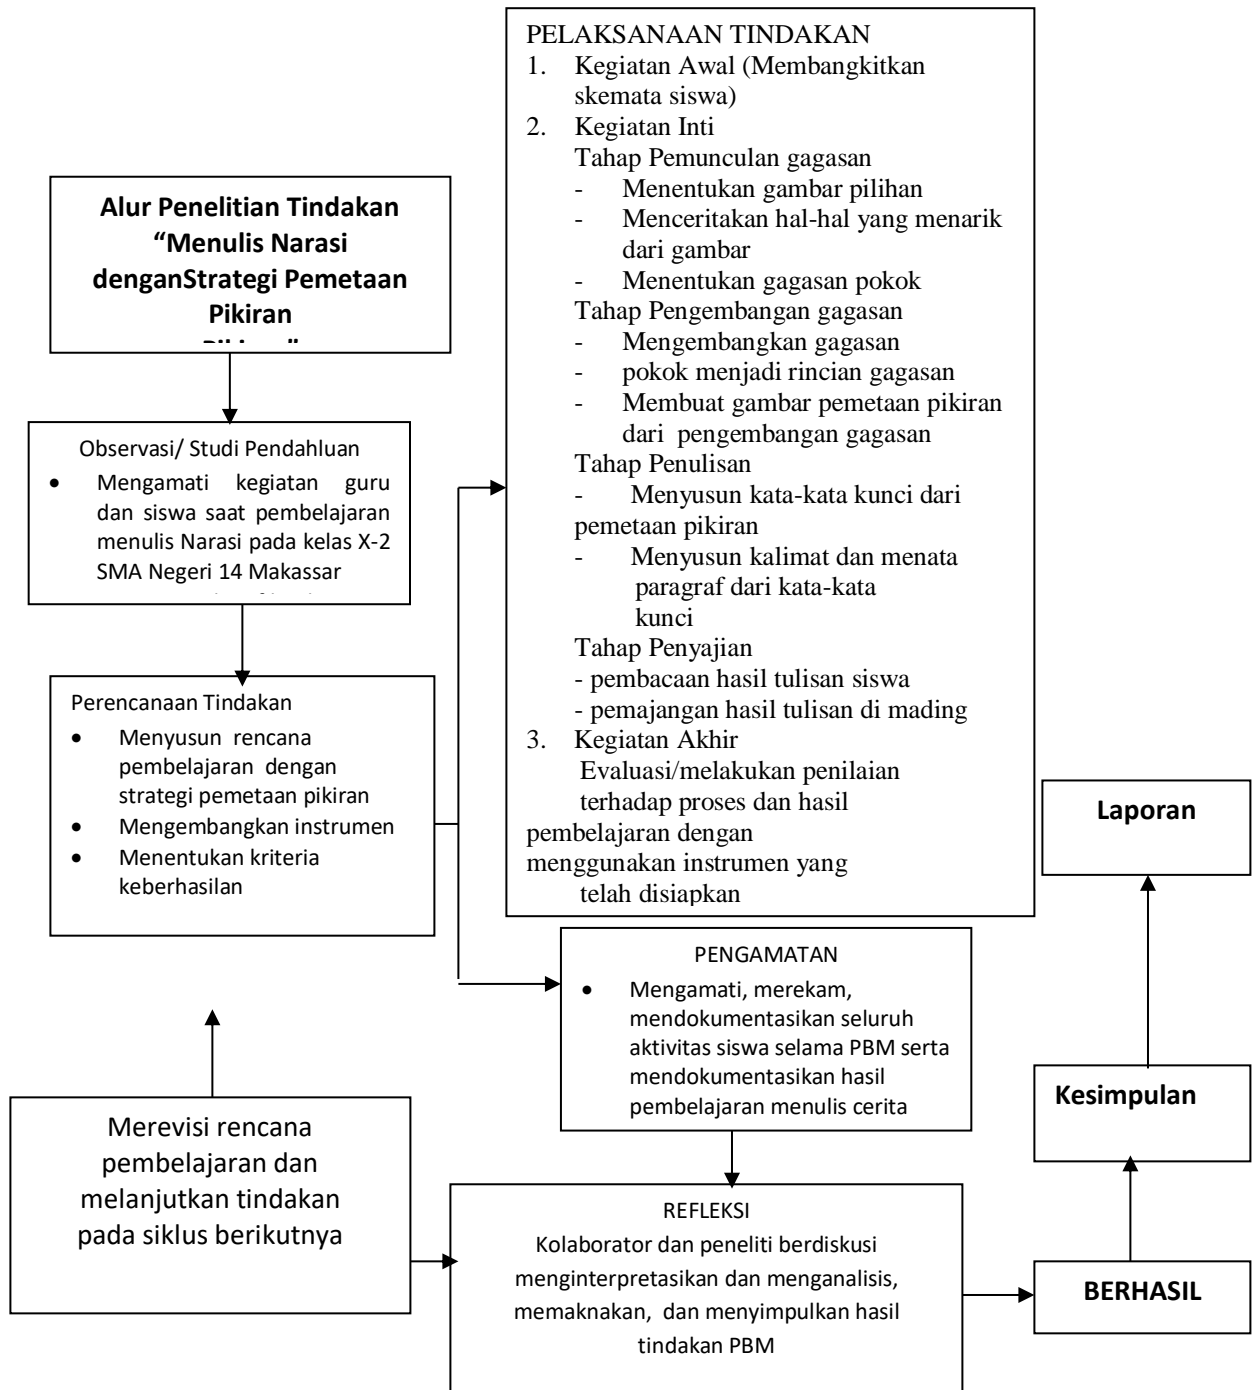 Alur Penelitian Tindakan
“Menulis Narasi
denganStrategi Pemetaan
Pikiran
Observasi/ Studi Pendahluan
• Mengamati kegiatan guru
dan siswa saat pembelajaran
menulis Narasi pada kelas X-2
SMA Negeri 14 Makassar
Perencanaan Tindakan
• Menyusun rencana
pembelajaran dengan
strategi pemetaan pikiran
• Mengembangkan instrumen
• Menentukan kriteria
keberhasilan
PELAKSANAAN TINDAKAN
1. Kegiatan Awal (Membangkitkan
skemata siswa)
2. Kegiatan Inti
Tahap Pemunculan gagasan
- Menentukan gambar pilihan
- Menceritakan hal-hal yang menarik
dari gambar
- Menentukan gagasan pokok
Tahap Pengembangan gagasan
- Mengembangkan gagasan
- pokok menjadi rincian gagasan
- Membuat gambar pemetaan pikiran
dari pengembangan gagasan
Tahap Penulisan
- Menyusun kata-kata kunci dari
pemetaan pikiran
- Menyusun kalimat dan menata
paragraf dari kata-kata
kunci
Tahap Penyajian
- pembacaan hasil tulisan siswa
- pemajangan hasil tulisan di mading
3. Kegiatan Akhir
Evaluasi/melakukan penilaian
terhadap proses dan hasil
pembelajaran dengan
menggunakan instrumen yang
telah disiapkan
PENGAMATAN
• Mengamati, merekam,
mendokumentasikan seluruh
aktivitas siswa selama PBM serta
mendokumentasikan hasil
pembelajaran menulis cerita
Merevisi rencana
pembelajaran dan
melanjutkan tindakan
pada siklus berikutnya
REFLEKSI
Kolaborator dan peneliti berdiskusi
menginterpretasikan dan menganalisis,
memaknakan, dan menyimpulkan hasil
tindakan PBM
BERHASIL
Kesimpulan
Laporan